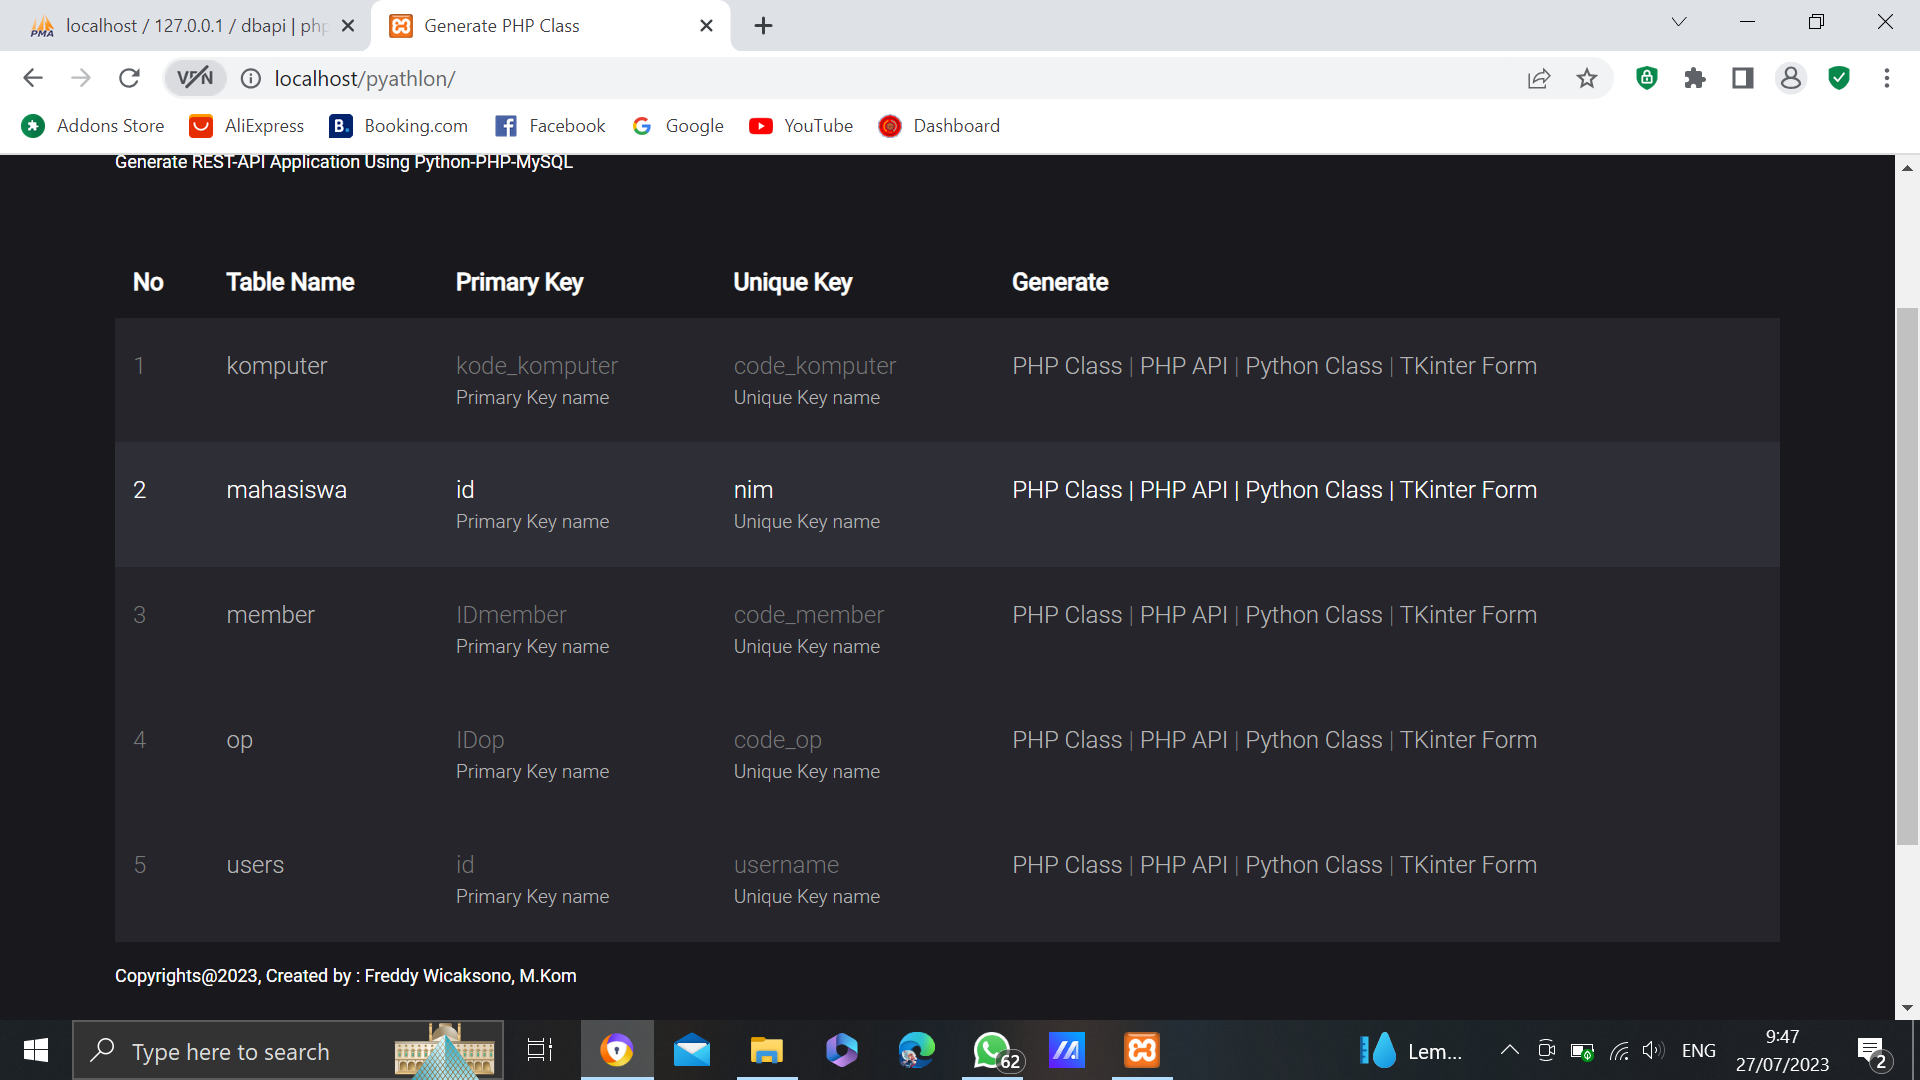 localhost / 127.0.0.1 / dbapi | php
Generate PHP Class
VPN
localhost/pyathlon/
Addons Store
AliExpress
B. Booking.com
Facebook
Google
YouTube
Dashboard
Generate REST-API Application Using Python-PHP-MySQL
No Table Name Primary Key Unique Key Generate
1 komputer kode_komputer code_komputer PHP Class | PHP API | Python Class | TKinter Form
Primary Key name Unique Key name
2 mahasiswa id nim PHP Class | PHP API | Python Class | TKinter Form
Primary Key name Unique Key name
3 member IDmember code_member PHP Class | PHP API | Python Class | TKinter Form
Primary Key name Unique Key name
4 op IDop code_op PHP Class | PHP API | Python Class | TKinter Form
Primary Key name Unique Key name
5 users id username PHP Class | PHP API | Python Class | TKinter Form
Primary Key name Unique Key name
Copyrights@2023, Created by : Freddy Wicaksono, M.Kom
Type here to search
62
Lem...
ENG
9:47
27/07/2023
2